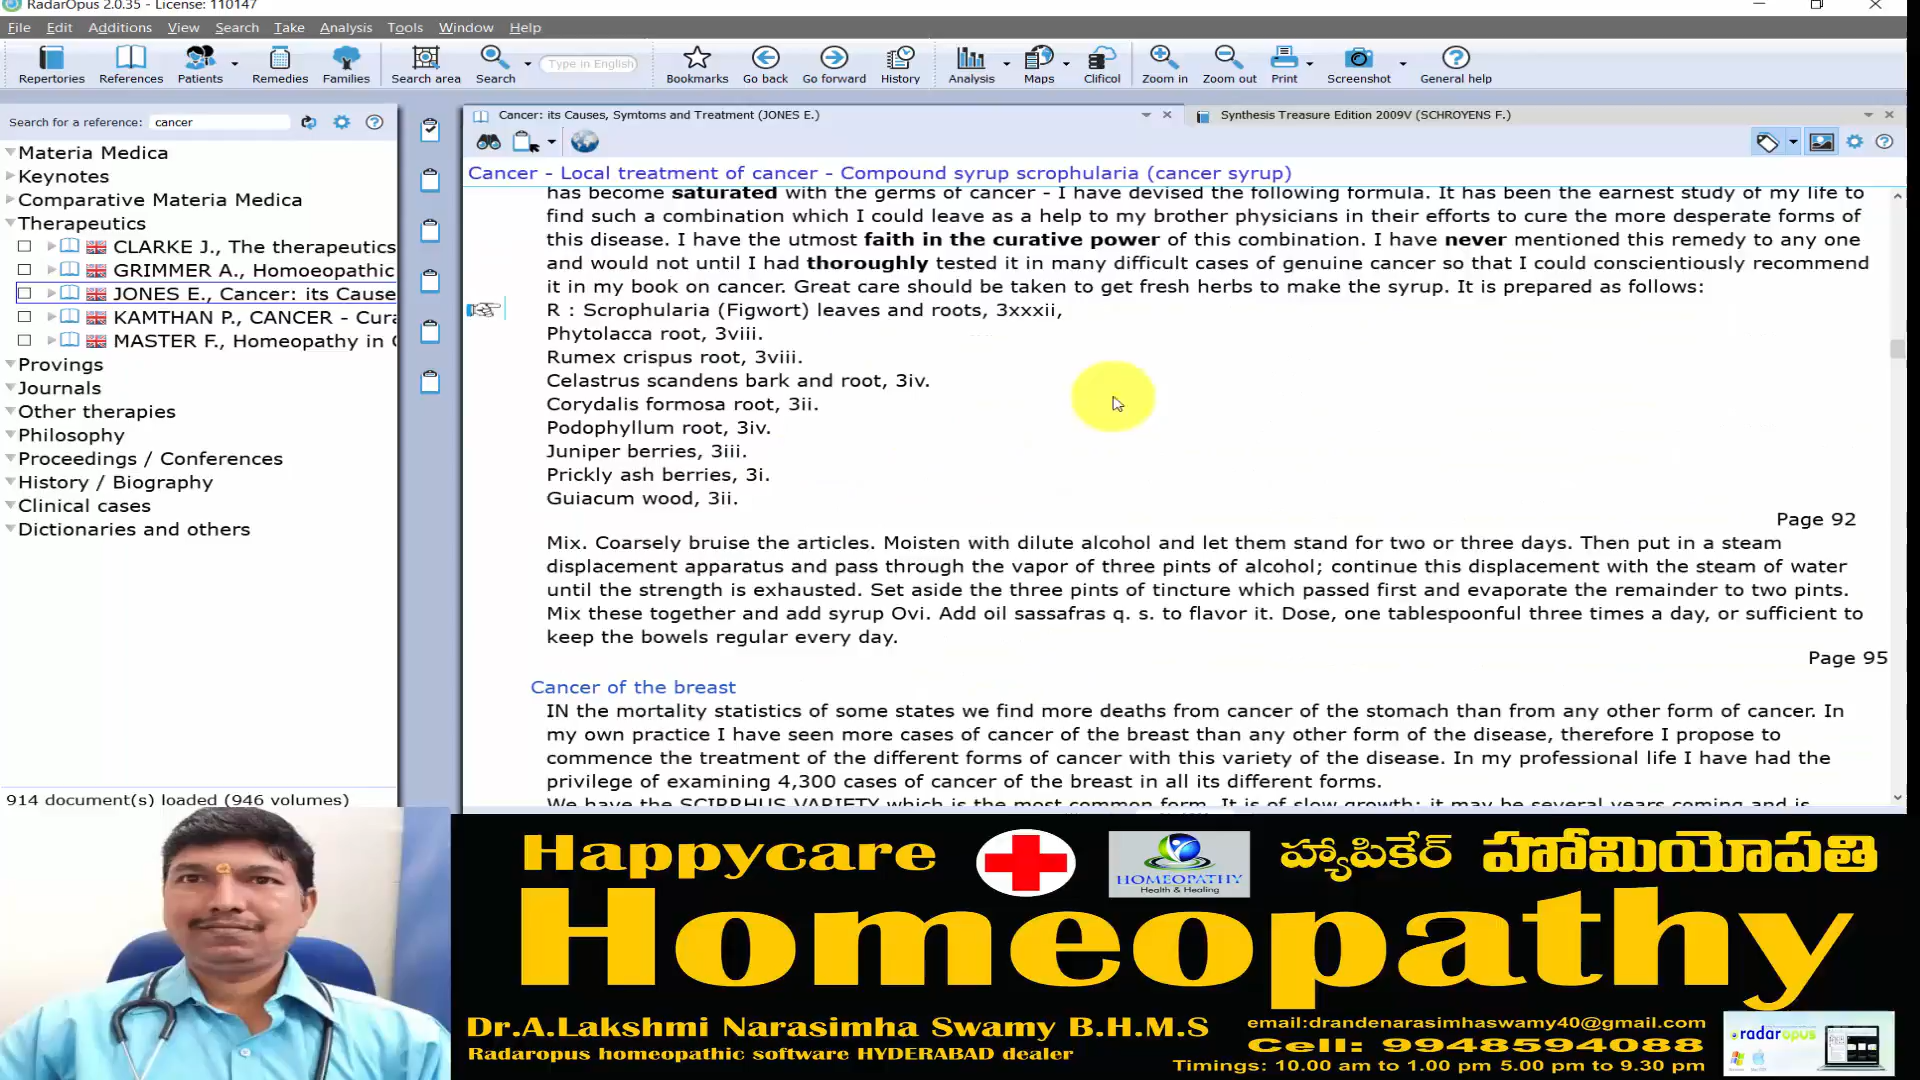 RadarOpus 2.0.35 - License: 110147
File Edit Additions View Search Take Analysis Tools Window Help
Repertories References Patients Remedies Families Search area Search Type in English Bookmarks Go back Go forward History Analysis Maps Clificol Zoom in Zoom out Print Screenshot General help
Search for a reference: cancer
Materia Medica
Keynotes
Comparative Materia Medica
Therapeutics
CLARKE J., The therapeutics
GRIMMER A., Homoeopathic
JONES E., Cancer: its Cause
KAMTHAN P., CANCER - Cura
MASTER F., Homeopathy in C
Provings
Journals
Other therapies
Philosophy
Proceedings / Conferences
History / Biography
Clinical cases
Dictionaries and others
914 document(s) loaded (946 volumes)
Cancer: its Causes, Symtoms and Treatment (JONES E.)
Synthesis Treasure Edition 2009V (SCHROYENS F.)
Cancer - Local treatment of cancer - Compound syrup scrophularia (cancer syrup)
has become saturated with the germs of cancer - I have devised the following formula. It has been the earnest study of my life to
find such a combination which I could leave as a help to my brother physicians in their efforts to cure the more desperate forms of
this disease. I have the utmost faith in the curative power of this combination. I have never mentioned this remedy to any one
and would not until I had thoroughly tested it in many difficult cases of genuine cancer so that I could conscientiously recommend
it in my book on cancer. Great care should be taken to get fresh herbs to make the syrup. It is prepared as follows:
R : Scrophularia (Figwort) leaves and roots, 3xxxii,
Phytolacca root, 3viii.
Rumex crispus root, 3viii.
Celastrus scandens bark and root, 3iv.
Corydalis formosa root, 3ii.
Podophyllum root, 3iv.
Juniper berries, 3iii.
Prickly ash berries, 3i.
Guiacum wood, 3ii.
Page 92
Mix. Coarsely bruise the articles. Moisten with dilute alcohol and let them stand for two or three days. Then put in a steam
displacement apparatus and pass through the vapor of three pints of alcohol; continue this displacement with the steam of water
until the strength is exhausted. Set aside the three pints of tincture which passed first and evaporate the remainder to two pints.
Mix these together and add syrup Ovi. Add oil sassafras q. s. to flavor it. Dose, one tablespoonful three times a day, or sufficient to
keep the bowels regular every day.
Page 95
Cancer of the breast
IN the mortality statistics of some states we find more deaths from cancer of the stomach than from any other form of cancer. In
my own practice I have seen more cases of cancer of the breast than any other form of the disease, therefore I propose to
commence the treatment of the different forms of cancer with this variety of the disease. In my professional life I have had the
privilege of examining 4,300 cases of cancer of the breast in all its different forms.
We have the SCIRRHUS VARIETY which is the most common form. It is of slow growth; it may be several years coming and is
Happycare
HOMEOPATHY
Health & Healing
హ్యాపికేర్ హోమియోపతి
Homeopathy
Dr.A.Lakshmi Narasimha Swamy B.H.M.S
Radaropus homeopathic software HYDERABAD dealer
email:drandenarasimhaswamy40@gmail.com
Cell: 9948594088
Timings: 10.00 am to 1.00 pm 5.00 pm to 9.30 pm
radaropus